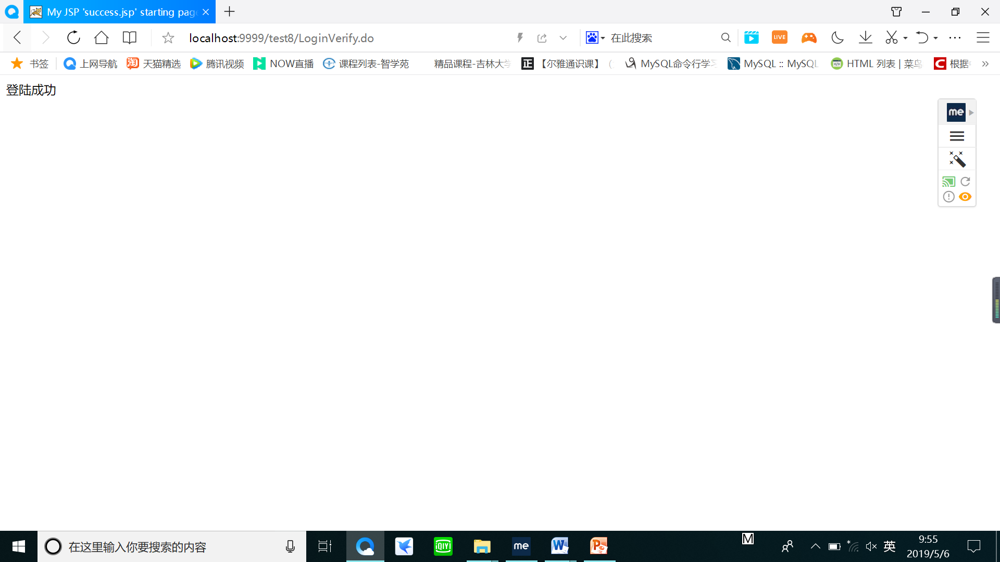 My JSP 'success.jsp' starting page
localhost:9999/test8/LoginVerify.do
在此搜索
LIVE
书签
上网导航
淘 天猫精选
腾讯视频
NOW直播
课程列表-智学苑
精品课程-吉林大学
正 【尔雅通识课】
MySQL命令行学习
MySQL :: MySQL
HTML 列表 | 菜鸟
C 根据
登陆成功
me
在这里输入你要搜索的内容
iQIYI
me
W
P
M
英
9:55
2019/5/6